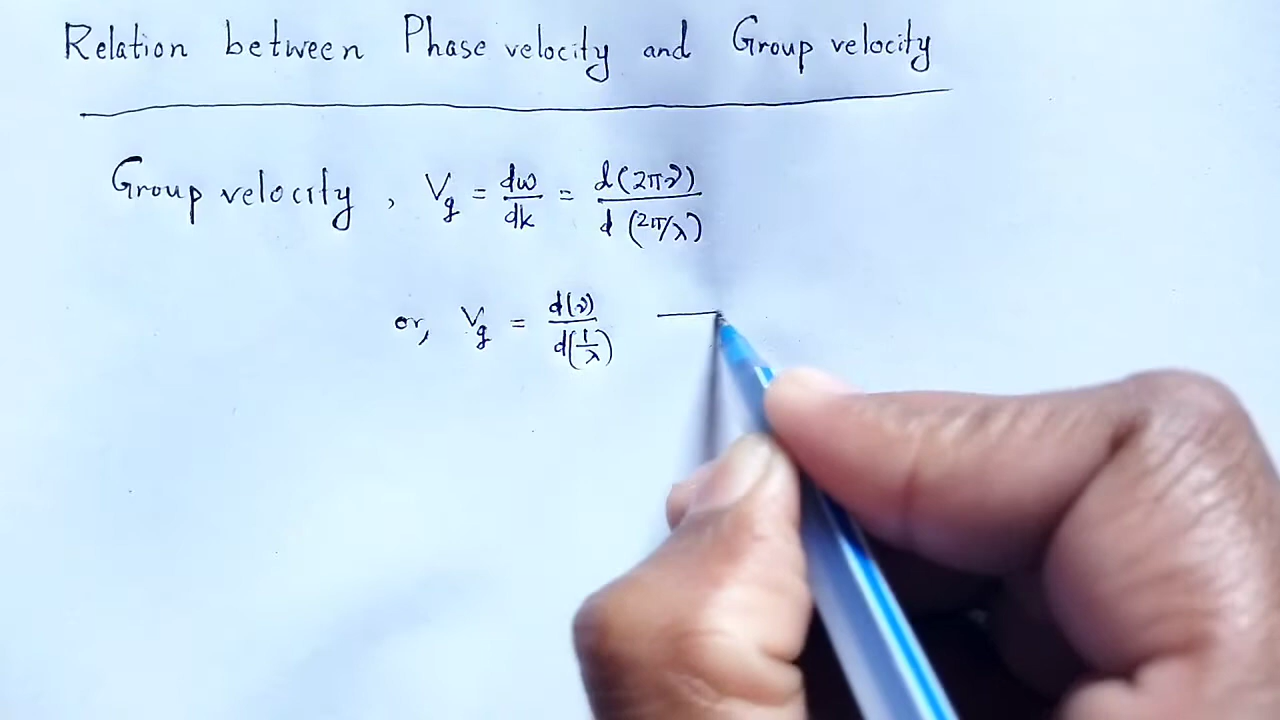 Relation between Phase velocity and Group velocity
Group velocity, Vg = dω/dk = d(2πν)/d(2π/λ)
or, Vg = d(ν)/d(1/λ)